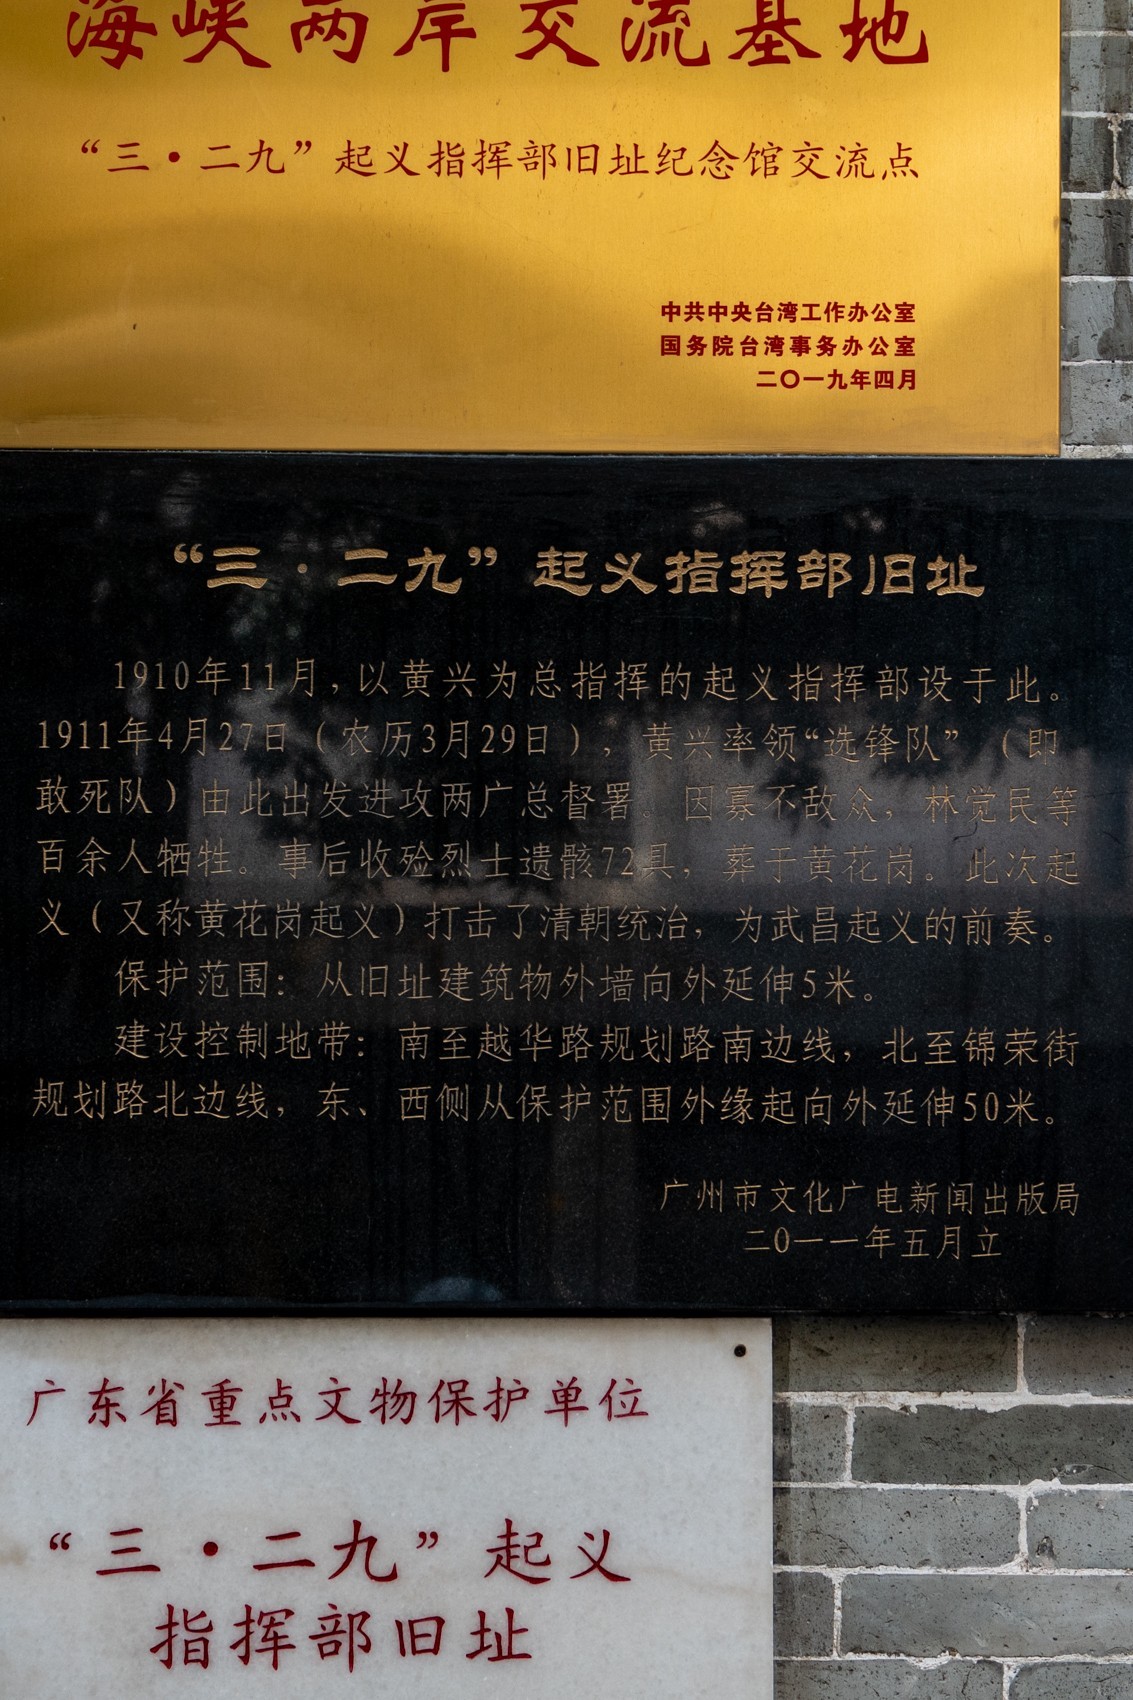 海峡两岸交流基地
“三·二九”起义指挥部旧址纪念馆交流点
中共中央台湾工作办公室
国务院台湾事务办公室
二〇一九年四月
“三·二九”起义指挥部旧址
1910年11月，以黄兴为总指挥的起义指挥部设于此。
1911年4月27日（农历3月29日），黄兴率领“选锋队”（即
敢死队）由此出发进攻两广总督署。因寡不敌众，林觉民等
百余人牺牲。事后收殓烈士遗骸72具，葬于黄花岗。此次起
义（又称黄花岗起义）打击了清朝统治，为武昌起义的前奏。
保护范围：从旧址建筑物外墙向外延伸5米。
建设控制地带：南至越华路规划路南边线，北至锦荣街
规划路北边线，东、西侧从保护范围外缘起向外延伸50米。
广州市文化广电新闻出版局
二0一一年五月立
广东省重点文物保护单位
“三·二九”起义
指挥部旧址